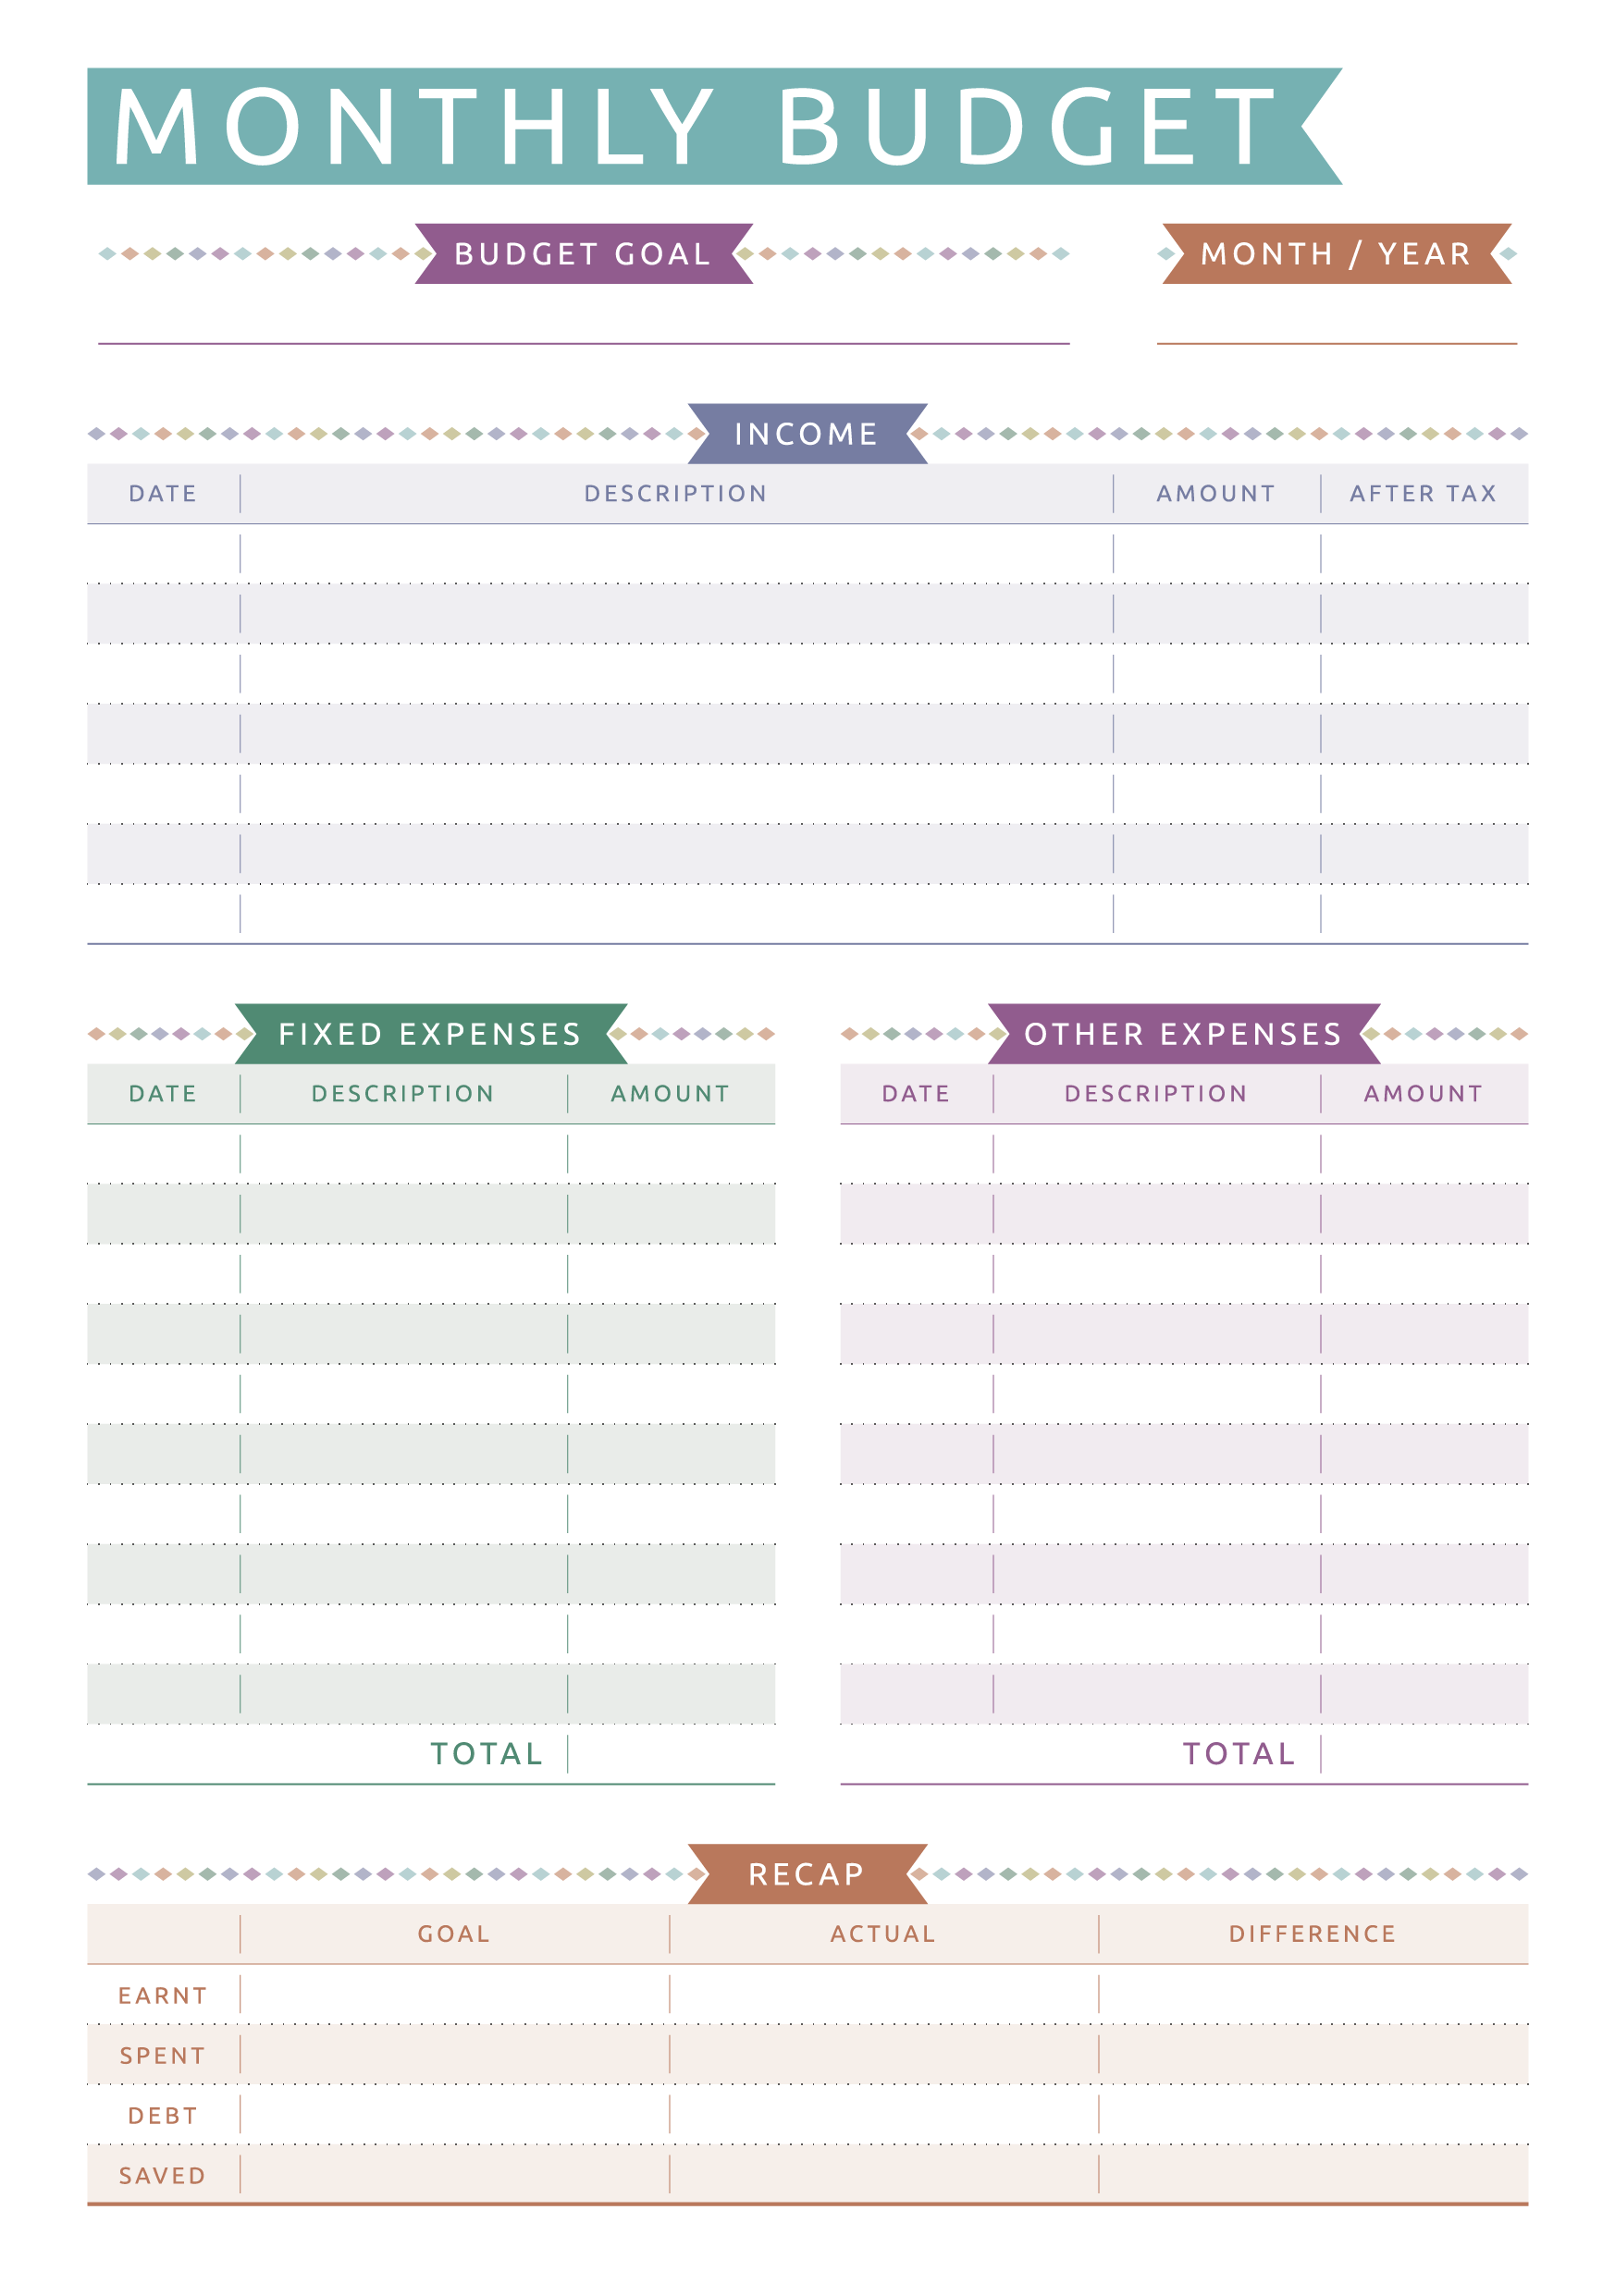 MONTHLY BUDGET
BUDGET GOAL
MONTH / YEAR
INCOME
DATE DESCRIPTION AMOUNT AFTER TAX
FIXED EXPENSES
DATE DESCRIPTION AMOUNT
TOTAL
OTHER EXPENSES
DATE DESCRIPTION AMOUNT
TOTAL
RECAP
GOAL ACTUAL DIFFERENCE
EARNT
SPENT
DEBT
SAVED